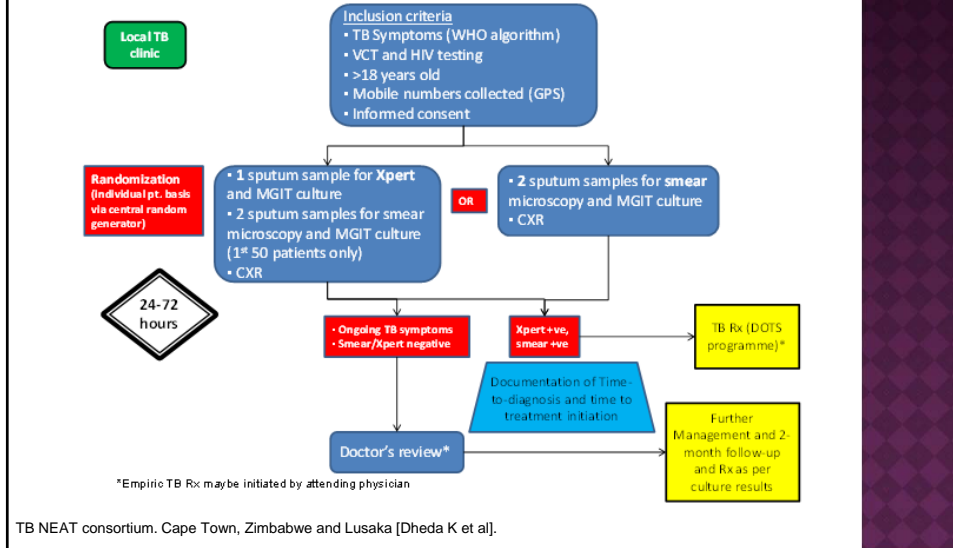 Local TB
clinic
Inclusion criteria
• TB Symptoms (WHO algorithm)
• VCT and HIV testing
• >18 years old
• Mobile numbers collected (GPS)
• Informed consent
Randomization
(Individual pt. basis
via central random
generator)
• 1 sputum sample for Xpert
and MGIT culture
• 2 sputum samples for smear
microscopy and MGIT culture
(1st 50 patients only)
• CXR
OR
• 2 sputum samples for smear
microscopy and MGIT culture
• CXR
24-72
hours
• Ongoing TB symptoms
• Smear/Xpert negative
Xpert +ve,
smear +ve
TB Rx (DOTS
programme)*
Documentation of Time-
to-diagnosis and time to
treatment initiation
Doctor's review*
Further
Management and 2-
month follow-up
and Rx as per
culture results
*Empiric TB Rx maybe initiated by attending physician
TB NEAT consortium. Cape Town, Zimbabwe and Lusaka [Dheda K et al].